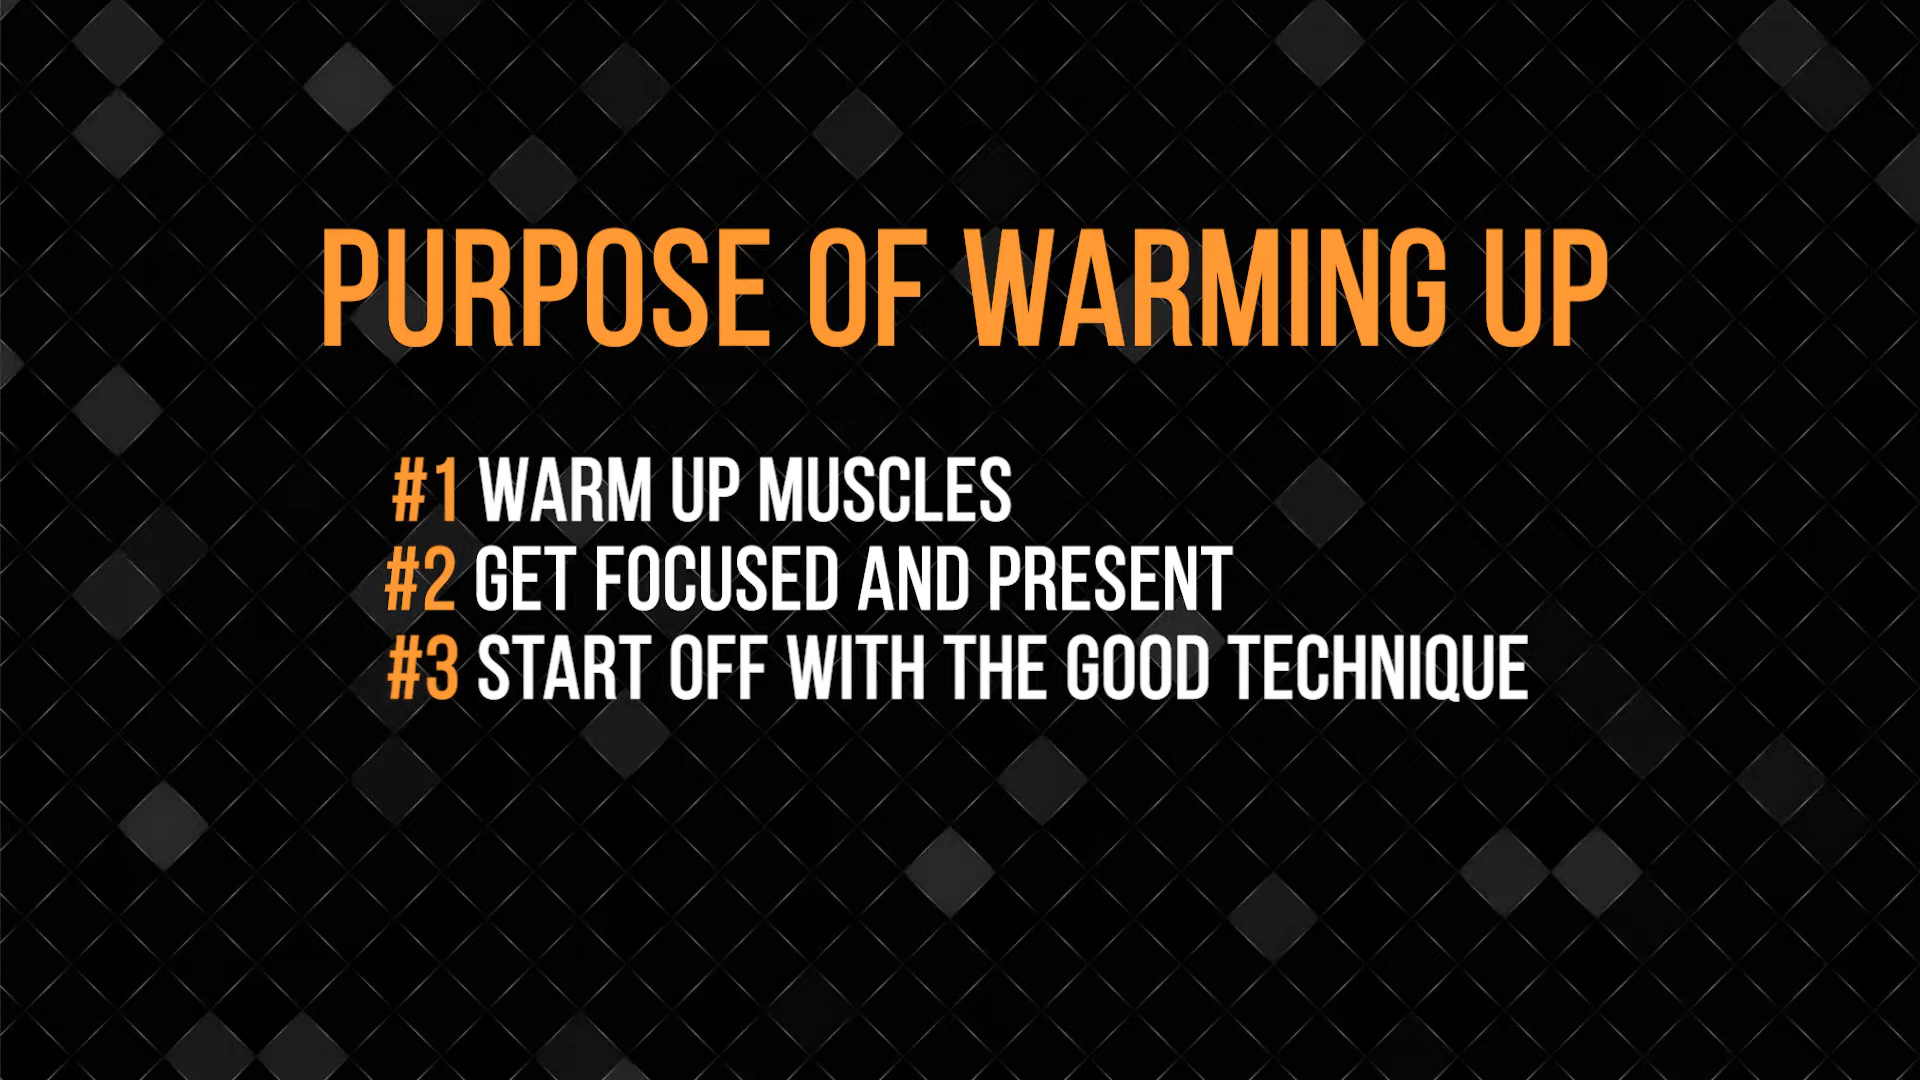 PURPOSE OF WARMING UP
#1 WARM UP MUSCLES
#2 GET FOCUSED AND PRESENT
#3 START OFF WITH THE GOOD TECHNIQUE